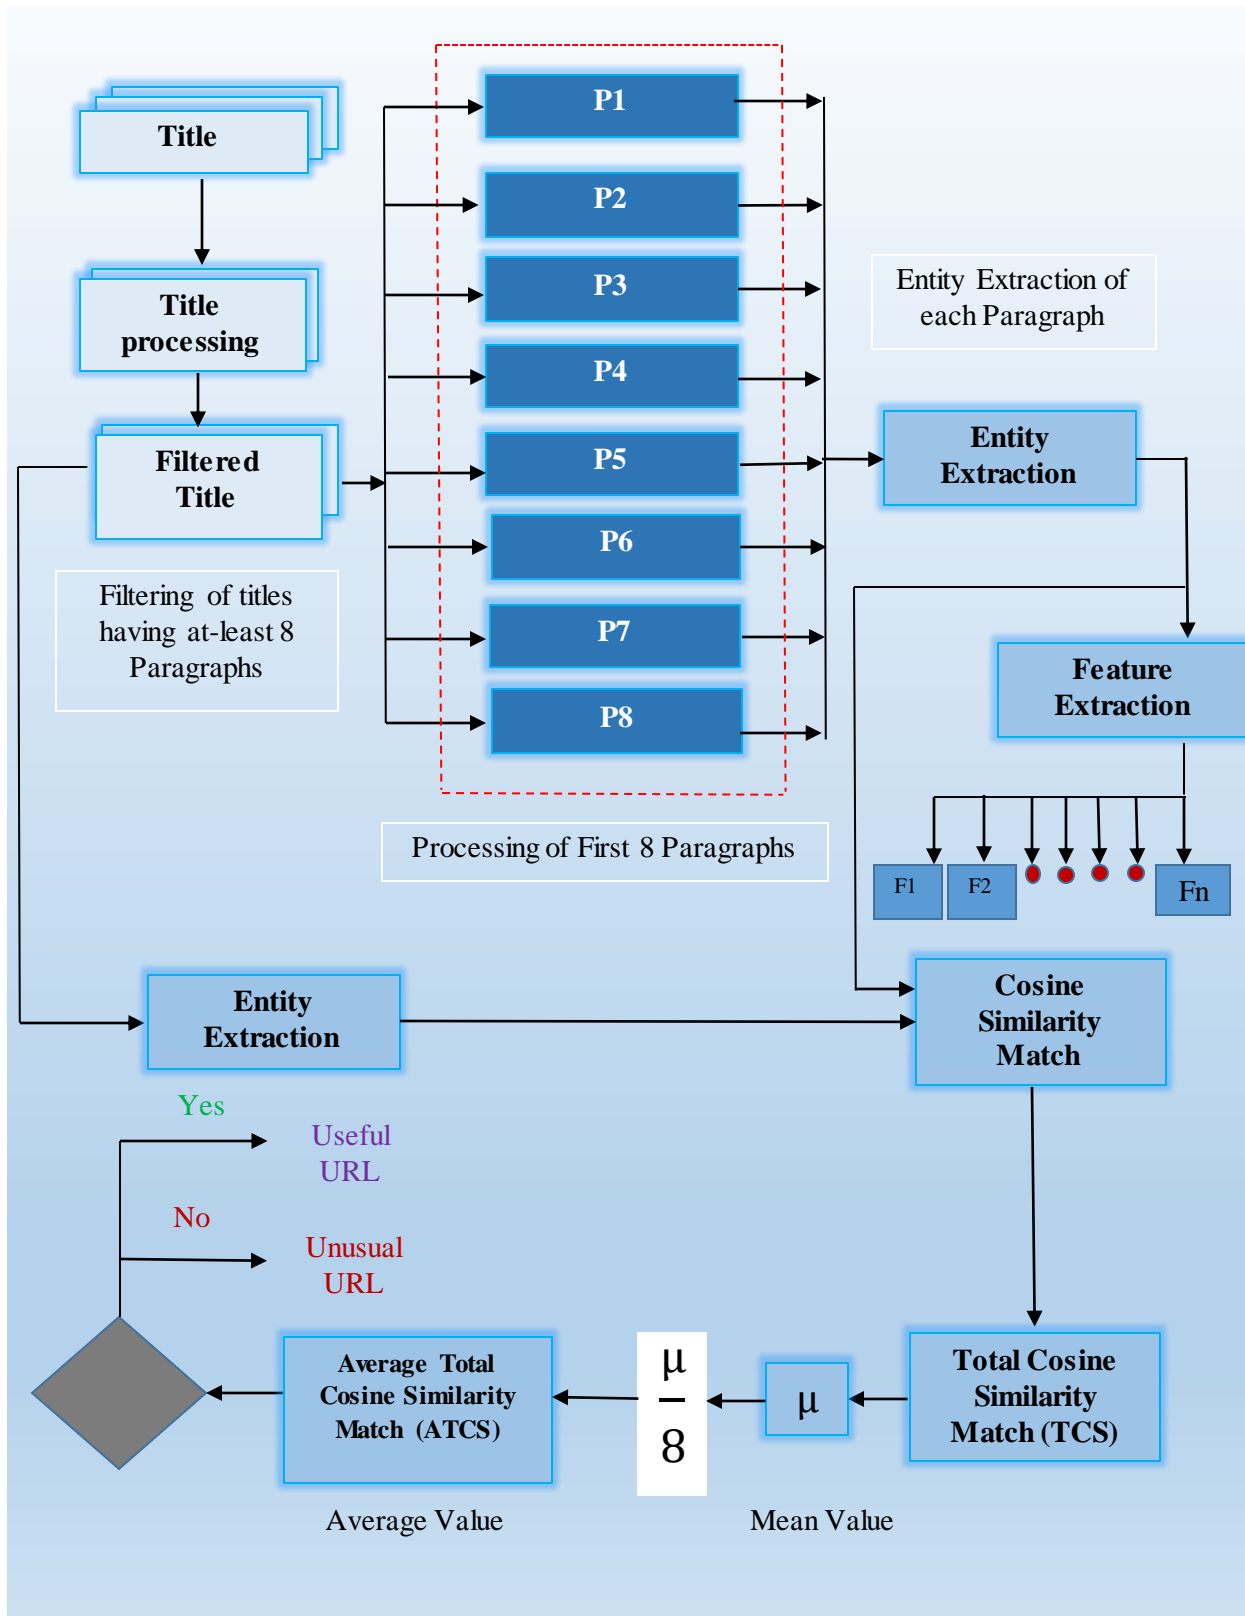 Title
Title
processing
Filtered
Title
Filtering of titles
having at-least 8
Paragraphs
P1
P2
P3
P4
P5
P6
P7
P8
Processing of First 8 Paragraphs
Entity Extraction of
each Paragraph
Entity
Extraction
Feature
Extraction
F1
F2
Fn
Entity
Extraction
Cosine
Similarity
Match
Yes
Useful
URL
No
Unusual
URL
Average Total
Cosine Similarity
Match (ATCS)
μ
8
μ
Total Cosine
Similarity
Match (TCS)
Average Value
Mean Value